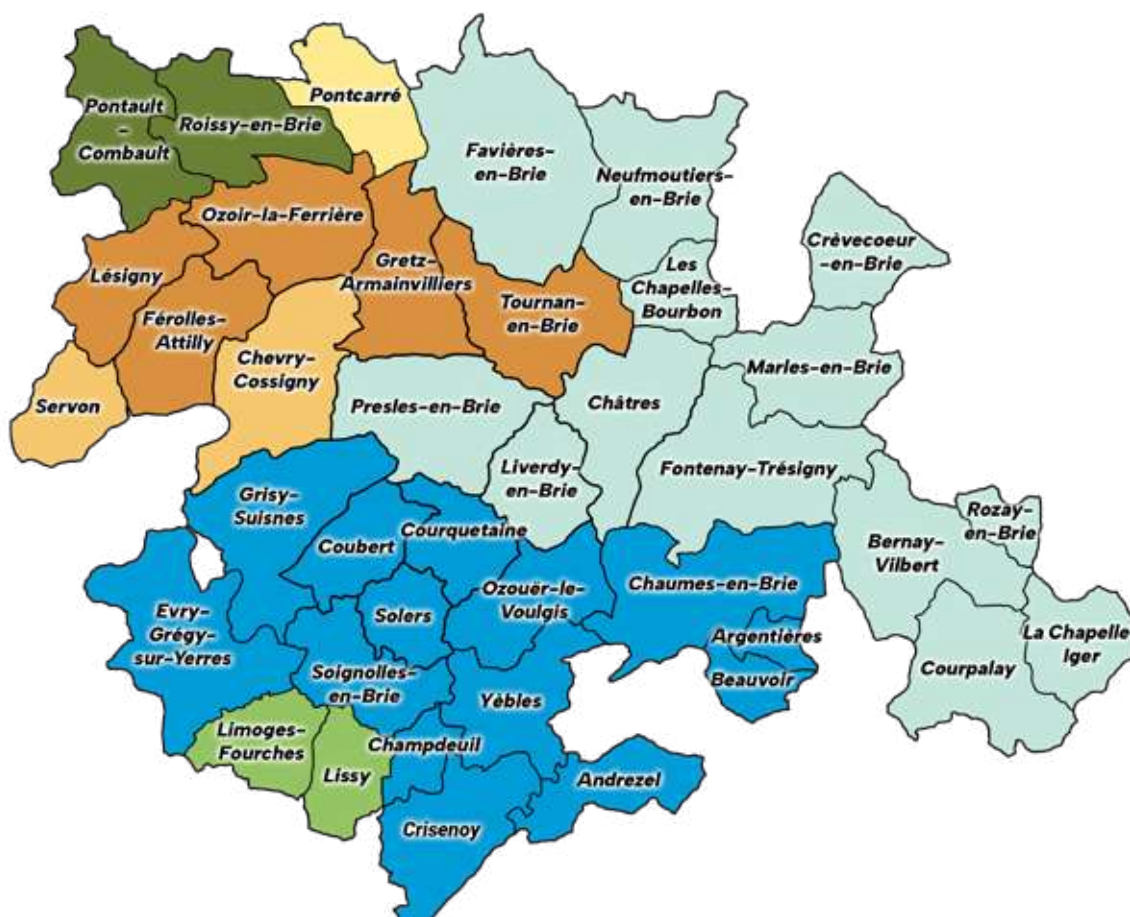 Pontault
-
Combault
Roissy-en-Brie
Pontcarré
Favières-
en-Brie
Neufmoutiers-
en-Brie
Crèvecoeur
-en-Brie
Ozoir-la-Ferrière
Lésigny
Férolles-
Attilly
Gretz-
Armainvilliers
Tournan-
en-Brie
Les
Chapelles-
Bourbon
Servon
Chevry-
Cossigny
Presles-en-Brie
Châtres
Marles-en-Brie
Liverdy-
en-Brie
Fontenay-Trésigny
Grisy-
Suisnes
Coubert
Courquetaine
Rozay-
en-Brie
Bernay-
Vilbert
Evry-
Grégy-
sur-Yerres
Solers
Ozouër-le-
Voulgis
Chaumes-en-Brie
Argentières
Beauvoir
La Chapelle
Iger
Courpalay
Soignolles-
en-Brie
Yèbles
Limoges-
Fourches
Lissy
Champdeuil
Andrezel
Crisenoy